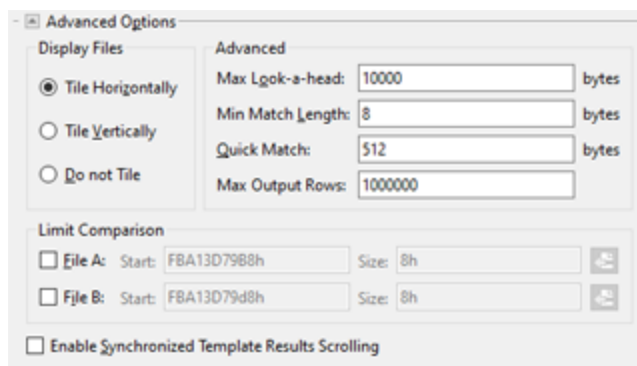 Advanced Options
Display Files
Tile Horizontally
Tile Vertically
Do not Tile
Advanced
Max Look-a-head: 10000 bytes
Min Match Length: 8 bytes
Quick Match: 512 bytes
Max Output Rows: 1000000
Limit Comparison
File A: Start: FBA13D79B8h Size: 8h
File B: Start: FBA13D79d8h Size: 8h
Enable Synchronized Template Results Scrolling